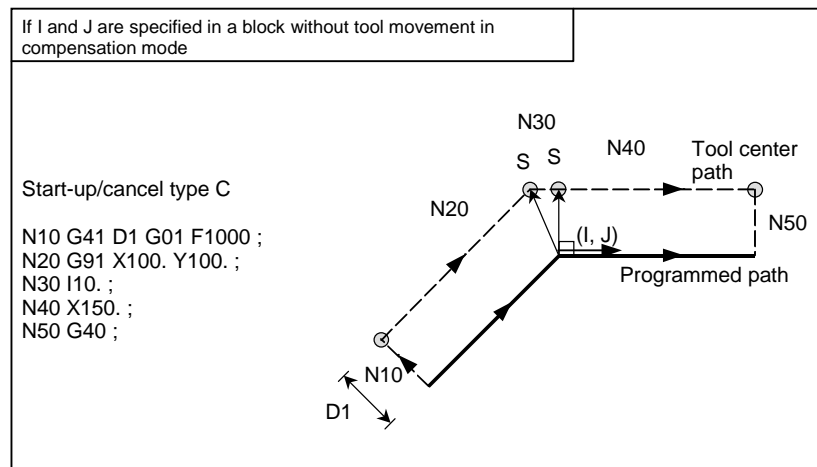 If I and J are specified in a block without tool movement in
compensation mode
Start-up/cancel type C
N10 G41 D1 G01 F1000 ;
N20 G91 X100. Y100. ;
N30 I10. ;
N40 X150. ;
N50 G40 ;
N30
S
S
N40
Tool center
path
N20
N50
(I, J)
Programmed path
N10
D1